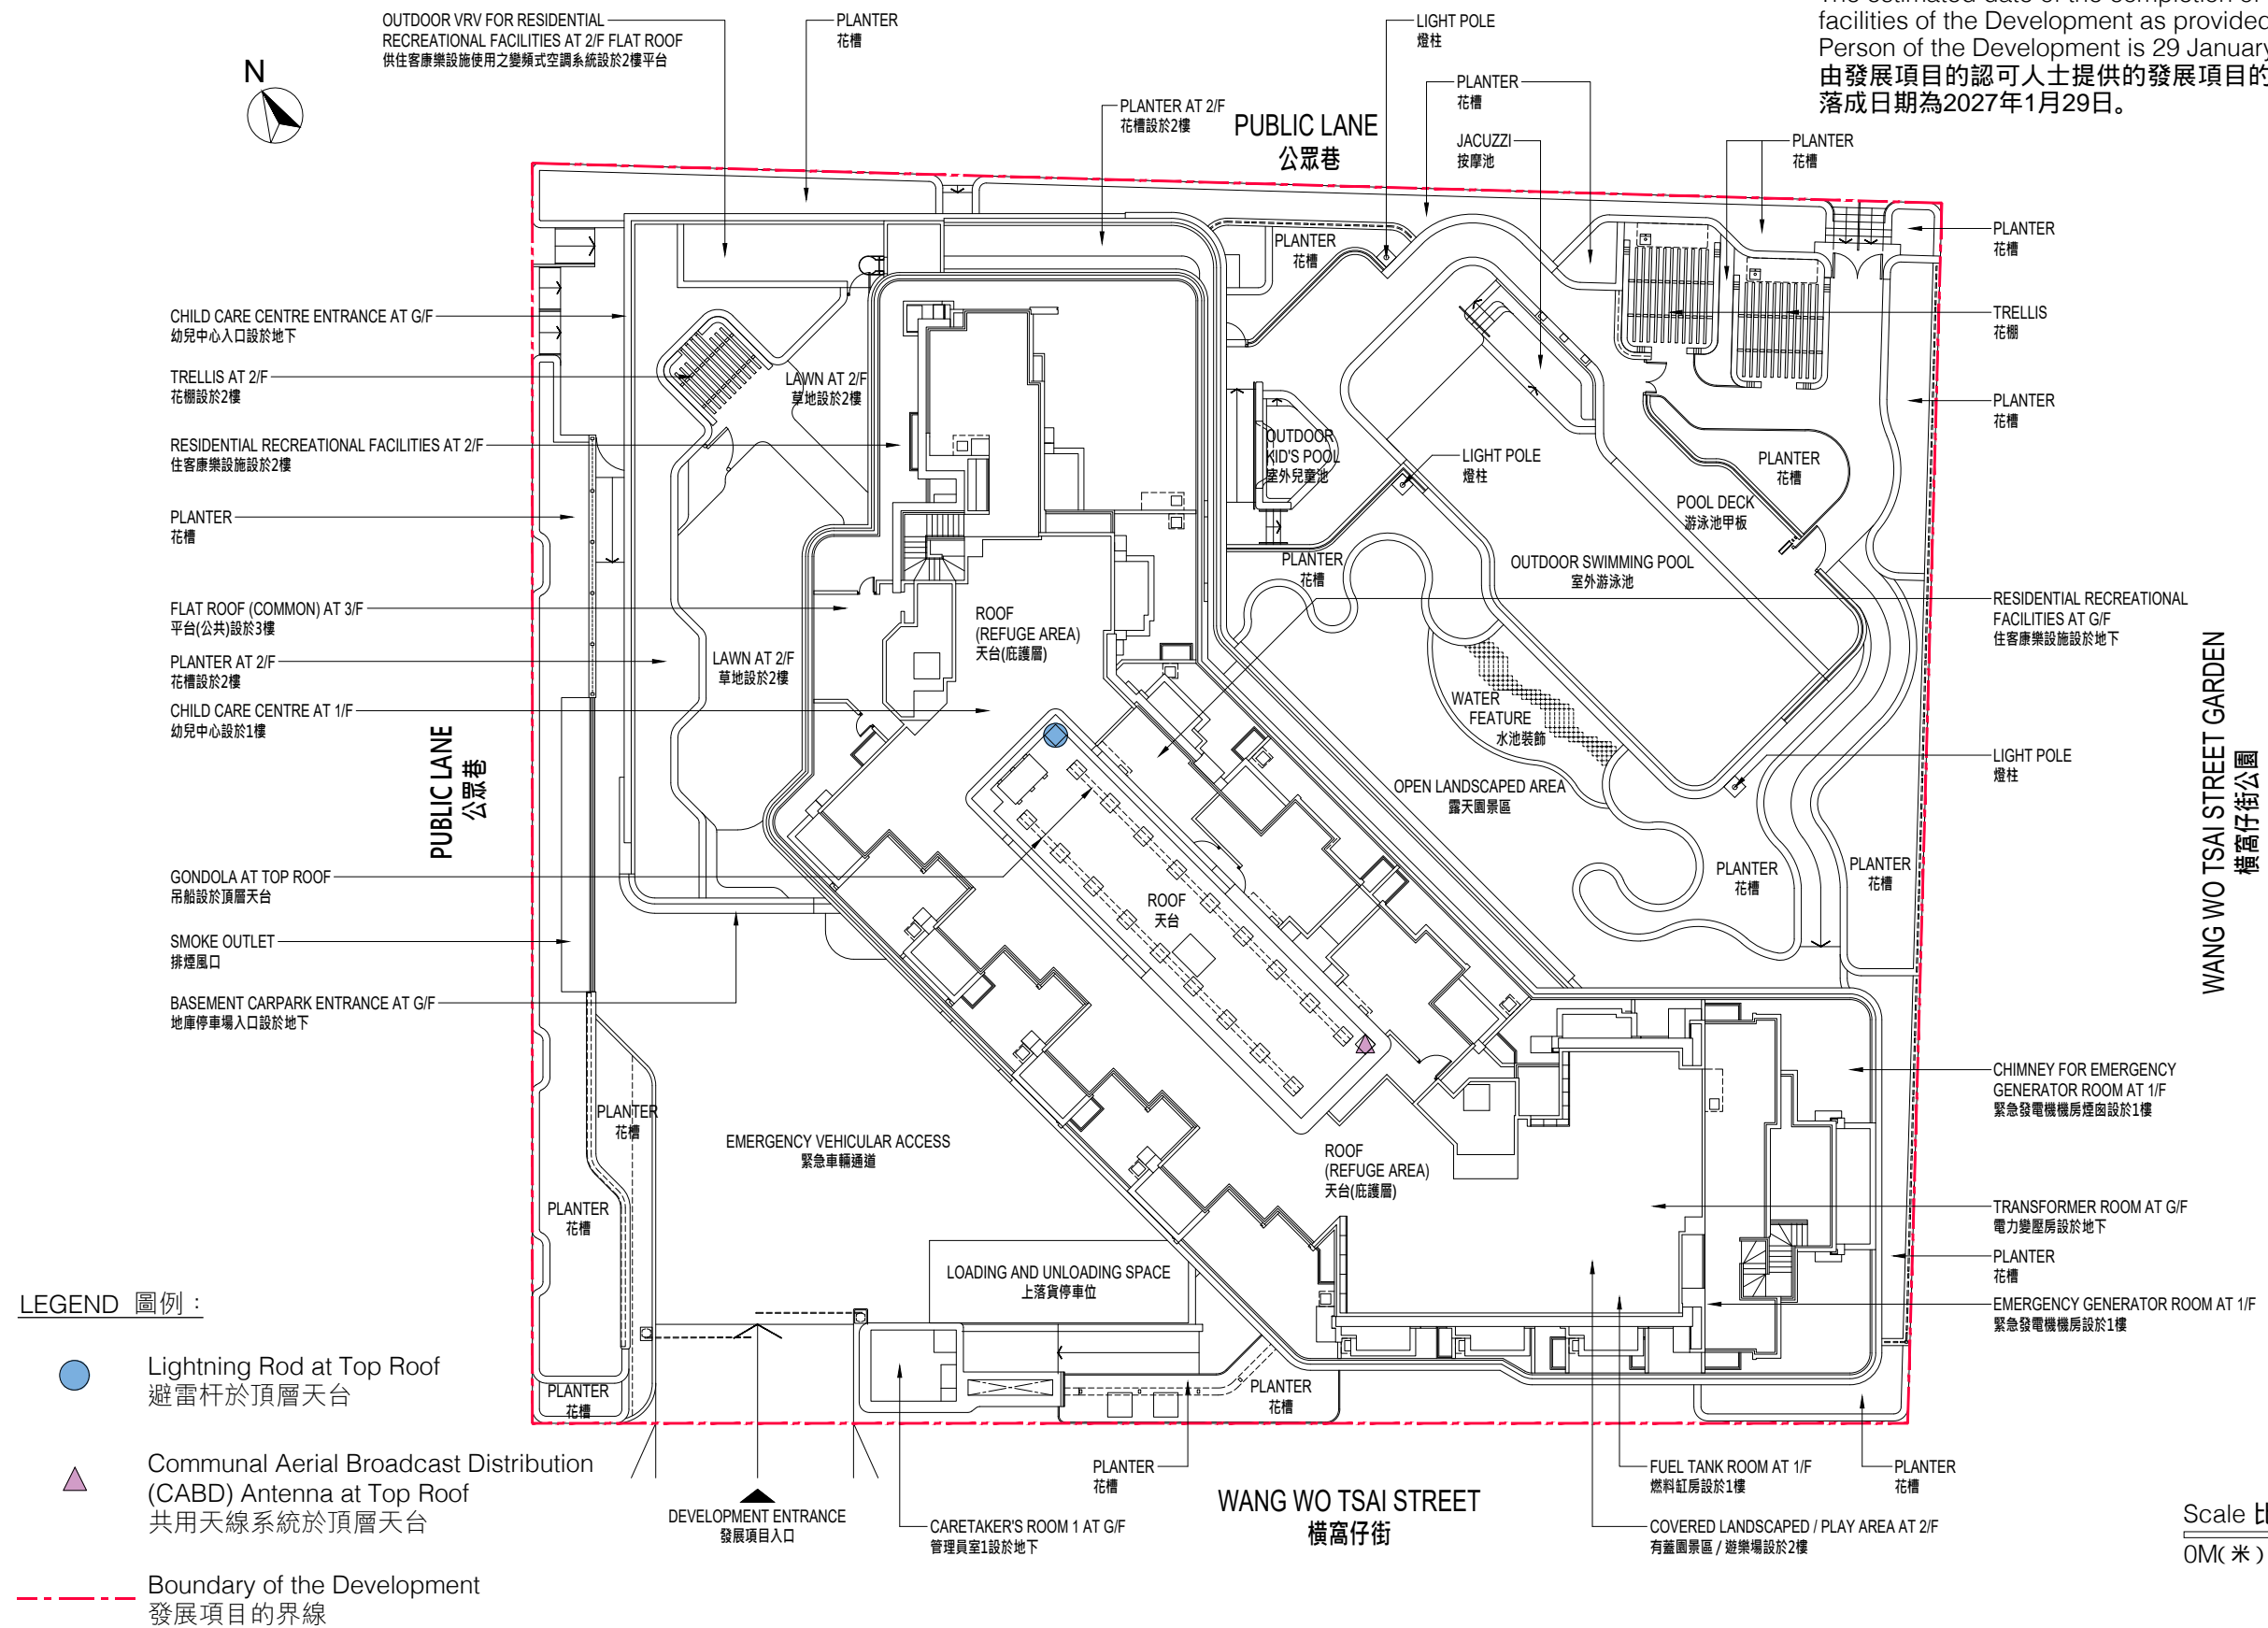 The estimated date of the completion of
facilities of the Development as provided
Person of the Development is 29 January
由發展項目的認可人士提供的發展項目的
落成日期為2027年1月29日。
N
OUTDOOR VRV FOR RESIDENTIAL
RECREATIONAL FACILITIES AT 2/F FLAT ROOF
供住客康樂設施使用之變頻式空調系統設於2樓平台
PLANTER
花槽
PLANTER AT 2/F
花槽設於2樓
PUBLIC LANE
公眾巷
LIGHT POLE
燈柱
PLANTER
花槽
JACUZZI
按摩池
PLANTER
花槽
PLANTER
花槽
TRELLIS
花棚
PLANTER
花槽
PLANTER
花槽
CHILD CARE CENTRE ENTRANCE AT G/F
幼兒中心入口設於地下
TRELLIS AT 2/F
花棚設於2樓
LAWN AT 2/F
草地設於2樓
RESIDENTIAL RECREATIONAL FACILITIES AT 2/F
住客康樂設施設於2樓
OUTDOOR
KID'S POOL
室外兒童池
LIGHT POLE
燈柱
PLANTER
花槽
POOL DECK
游泳池甲板
PLANTER
花槽
PLANTER
花槽
OUTDOOR SWIMMING POOL
室外游泳池
FLAT ROOF (COMMON) AT 3/F
平台(公共)設於3樓
ROOF
(REFUGE AREA)
天台(庇護層)
RESIDENTIAL RECREATIONAL
FACILITIES AT G/F
住客康樂設施設於地下
PLANTER AT 2/F
花槽設於2樓
LAWN AT 2/F
草地設於2樓
CHILD CARE CENTRE AT 1/F
幼兒中心設於1樓
WATER
FEATURE
水池裝飾
PUBLIC LANE
公眾巷
WANG WO TSAI STREET GARDEN
橫窩仔街公園
LIGHT POLE
燈柱
OPEN LANDSCAPED AREA
露天園景區
GONDOLA AT TOP ROOF
吊船設於頂層天台
ROOF
天台
PLANTER
花槽
PLANTER
花槽
SMOKE OUTLET
排煙風口
BASEMENT CARPARK ENTRANCE AT G/F
地庫停車場入口設於地下
CHIMNEY FOR EMERGENCY
GENERATOR ROOM AT 1/F
緊急發電機機房煙囪設於1樓
PLANTER
花槽
EMERGENCY VEHICULAR ACCESS
緊急車輛通道
ROOF
(REFUGE AREA)
天台(庇護層)
PLANTER
花槽
TRANSFORMER ROOM AT G/F
電力變壓房設於地下
PLANTER
花槽
LOADING AND UNLOADING SPACE
上落貨停車位
EMERGENCY GENERATOR ROOM AT 1/F
緊急發電機機房設於1樓
PLANTER
花槽
PLANTER
花槽
PLANTER
花槽
DEVELOPMENT ENTRANCE
發展項目入口
CARETAKER'S ROOM 1 AT G/F
管理員室1設於地下
WANG WO TSAI STREET
橫窩仔街
FUEL TANK ROOM AT 1/F
燃料缸房設於1樓
PLANTER
花槽
COVERED LANDSCAPED / PLAY AREA AT 2/F
有蓋園景區 / 遊樂場設於2樓
LEGEND 圖例：
Lightning Rod at Top Roof
避雷杆於頂層天台
Communal Aerial Broadcast Distribution
(CABD) Antenna at Top Roof
共用天線系統於頂層天台
Boundary of the Development
發展項目的界線
Scale 比
0M(米)